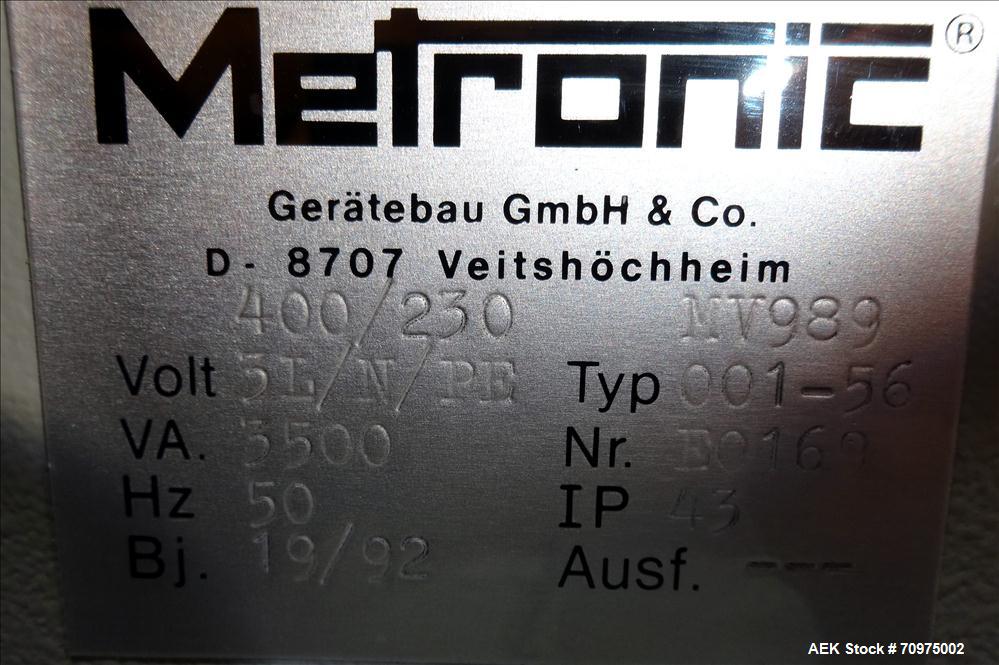 Metronic ®
Gerätebau GmbH & Co.
D - 8707 Veitshöchheim
400/230 MV989
Volt 3L/N/PE Typ 001-56
VA. 3500 Nr. E0169
Hz 50 IP 43
Bj. 19/92 Ausf. ---
AEK Stock # 70975002